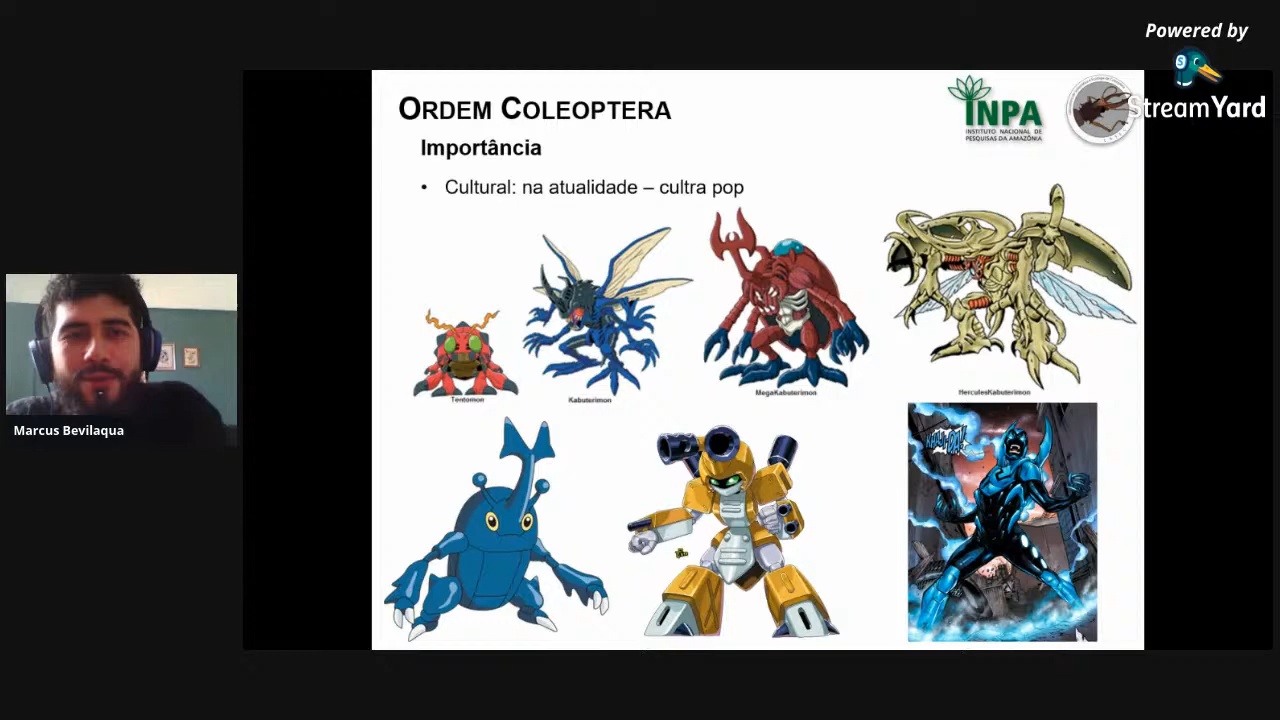 Powered by
StreamYard
ORDEM COLEOPTERA
INPA
INSTITUTO NACIONAL DE
PESQUISAS DA AMAZÔNIA
Importância
• Cultural: na atualidade – cultra pop
Tentomon
Kabuterimon
MegaKabuterimon
HerculesKabuterimon
Marcus Bevilaqua